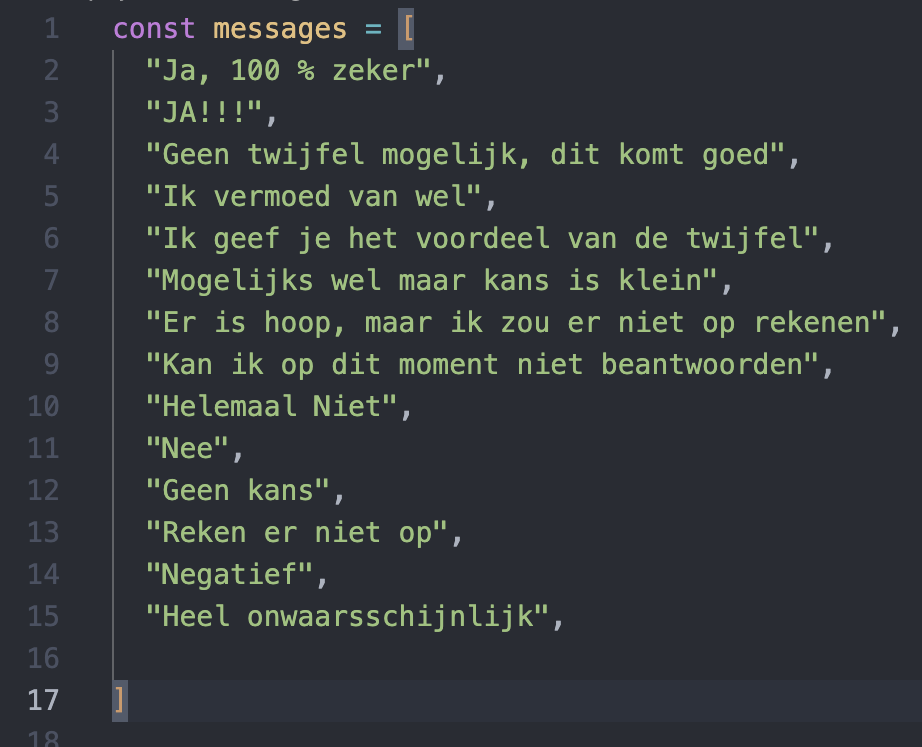 1 const messages = [
2 "Ja, 100 % zeker",
3 "JA!!!",
4 "Geen twijfel mogelijk, dit komt goed",
5 "Ik vermoed van wel",
6 "Ik geef je het voordeel van de twijfel",
7 "Mogelijks wel maar kans is klein",
8 "Er is hoop, maar ik zou er niet op rekenen",
9 "Kan ik op dit moment niet beantwoorden",
10 "Helemaal Niet",
11 "Nee",
12 "Geen kans",
13 "Reken er niet op",
14 "Negatief",
15 "Heel onwaarsschijnlijk",
16
17 ]
18